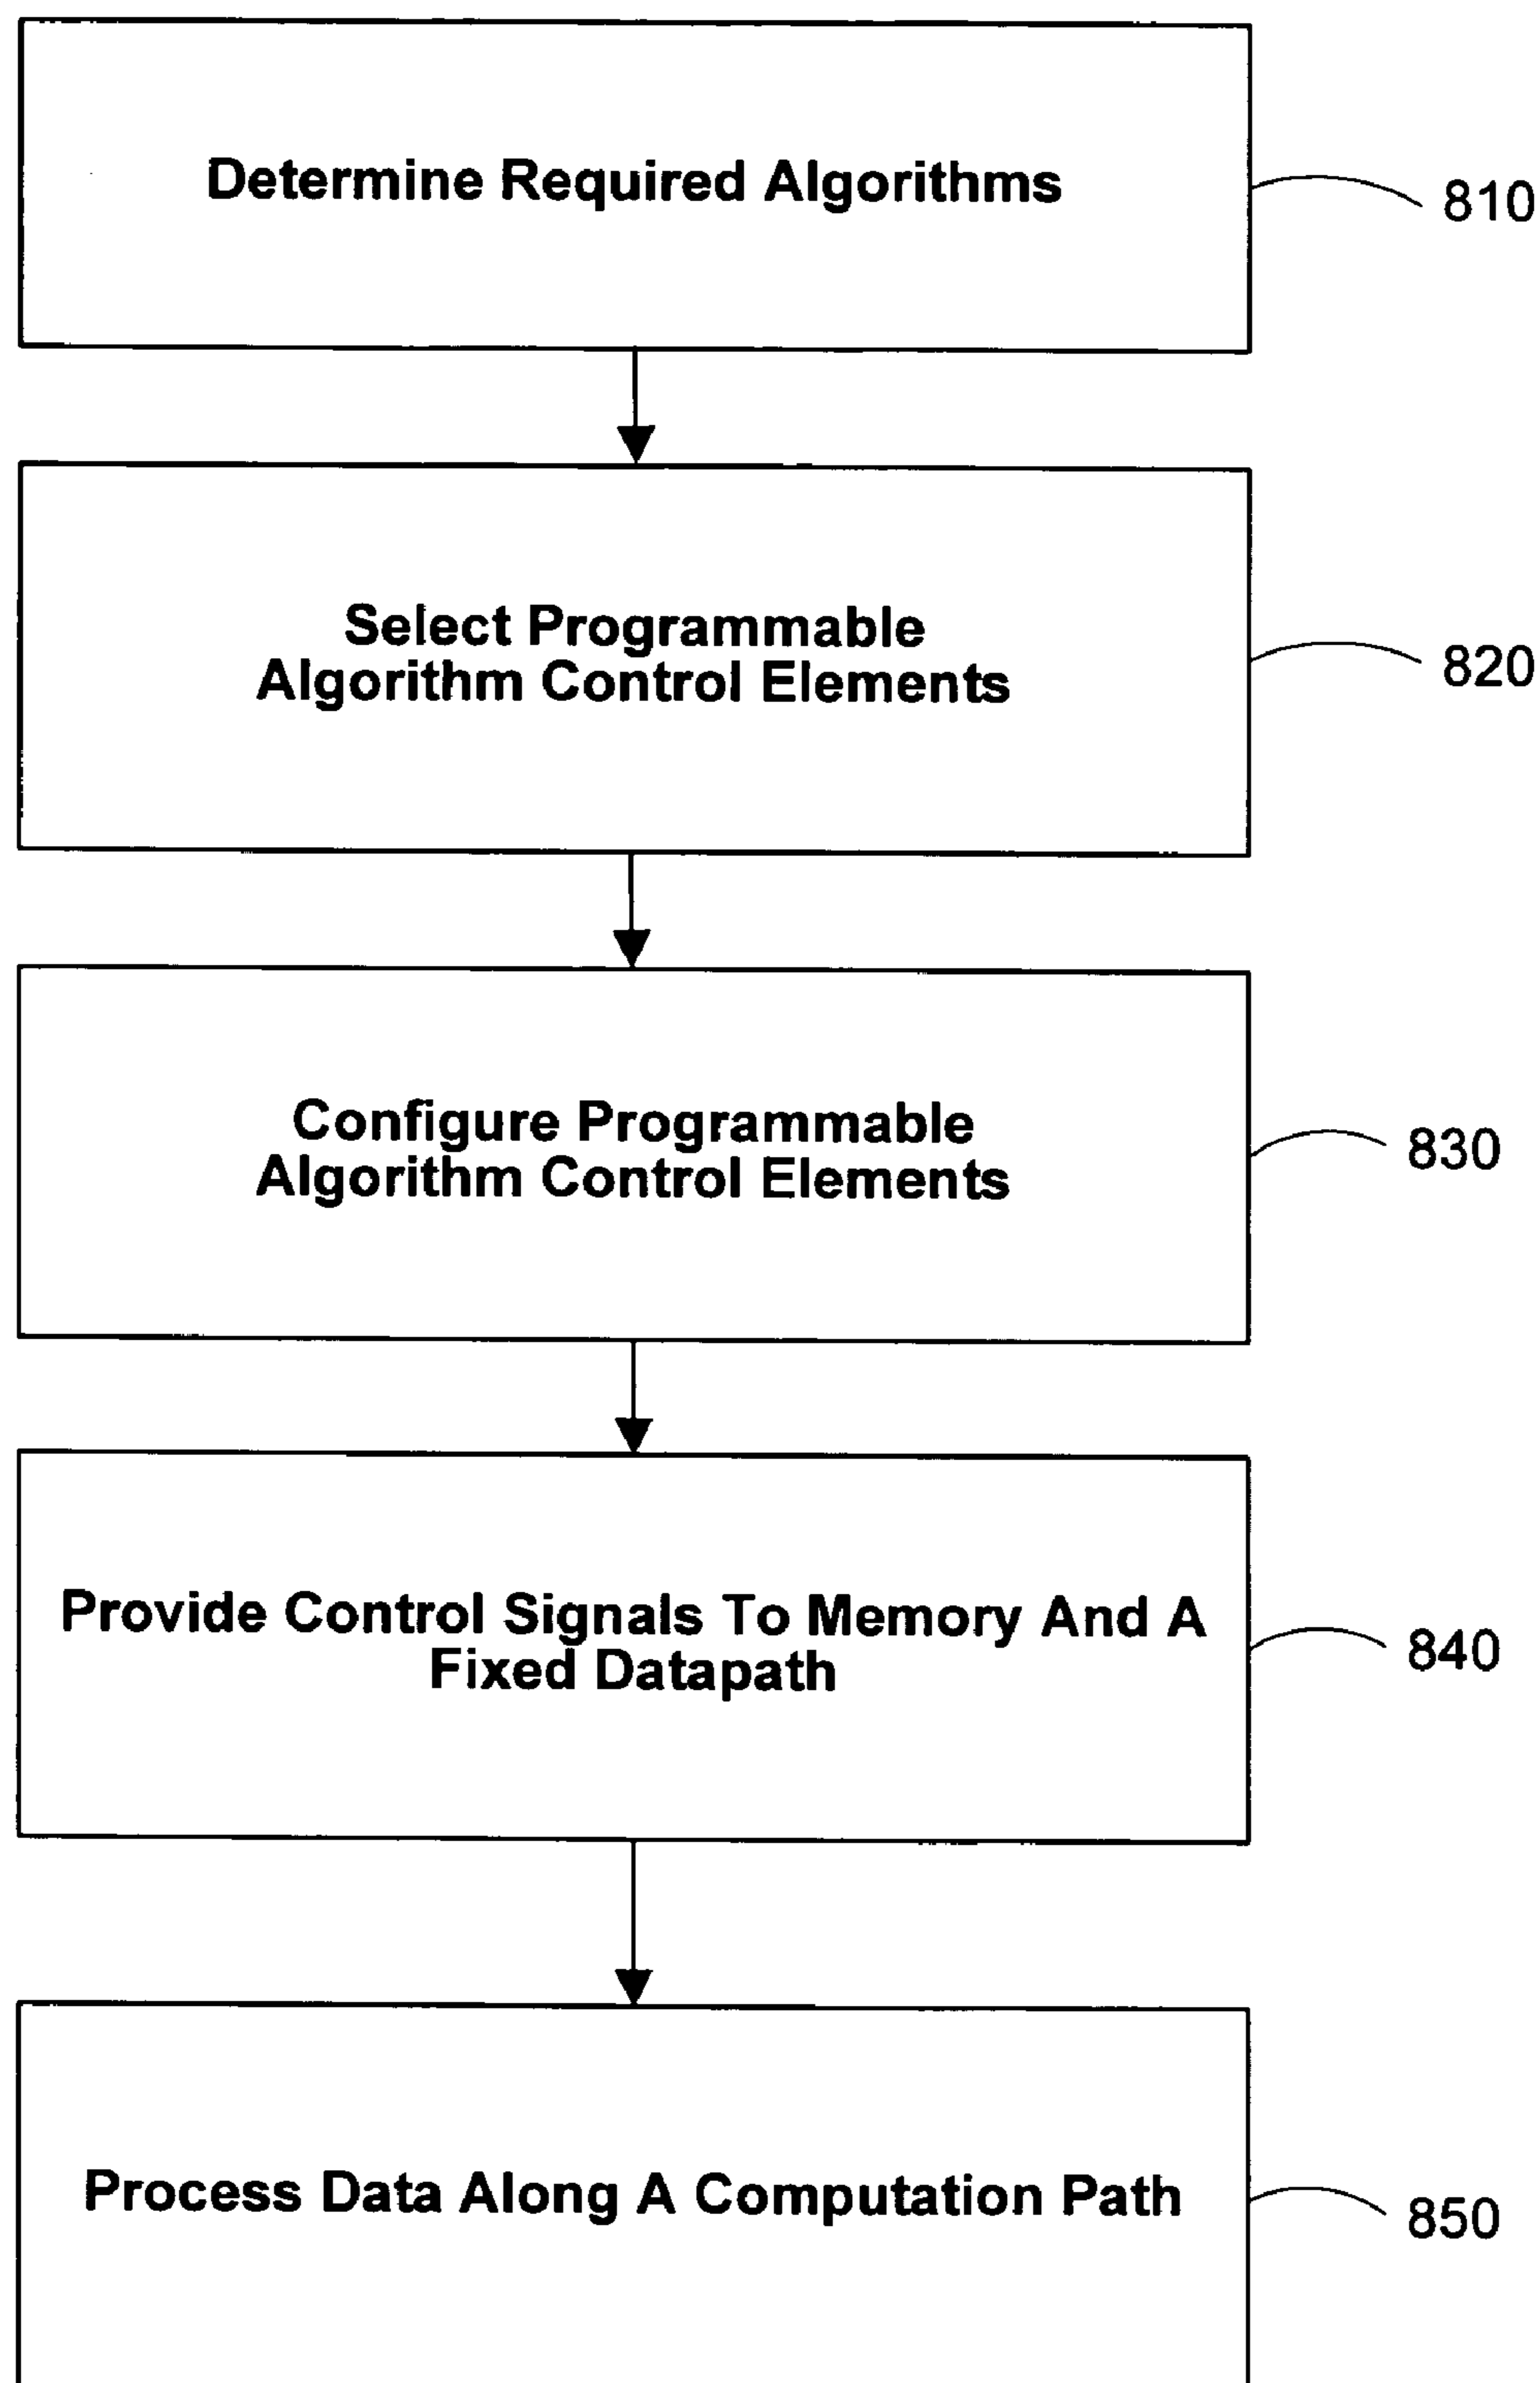 Determine Required Algorithms
810
Select Programmable
Algorithm Control Elements
820
Configure Programmable
Algorithm Control Elements
830
Provide Control Signals To Memory And A
Fixed Datapath
840
Process Data Along A Computation Path
850